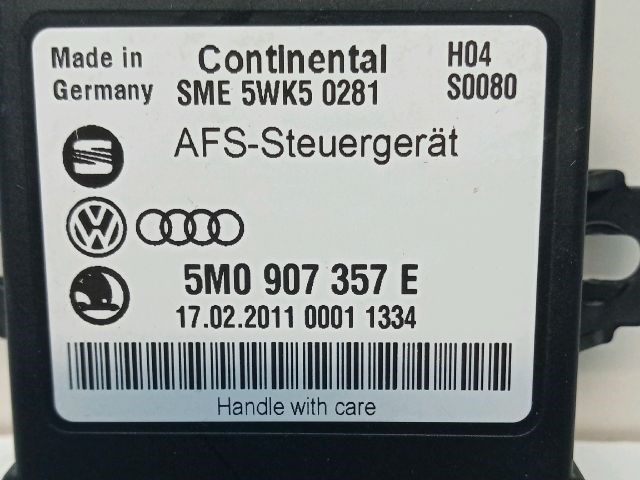 Made in Germany
Continental
SME 5WK5 0281
H04
S0080
AFS-Steuergerät
5M0 907 357 E
17.02.2011 0001 1334
Handle with care